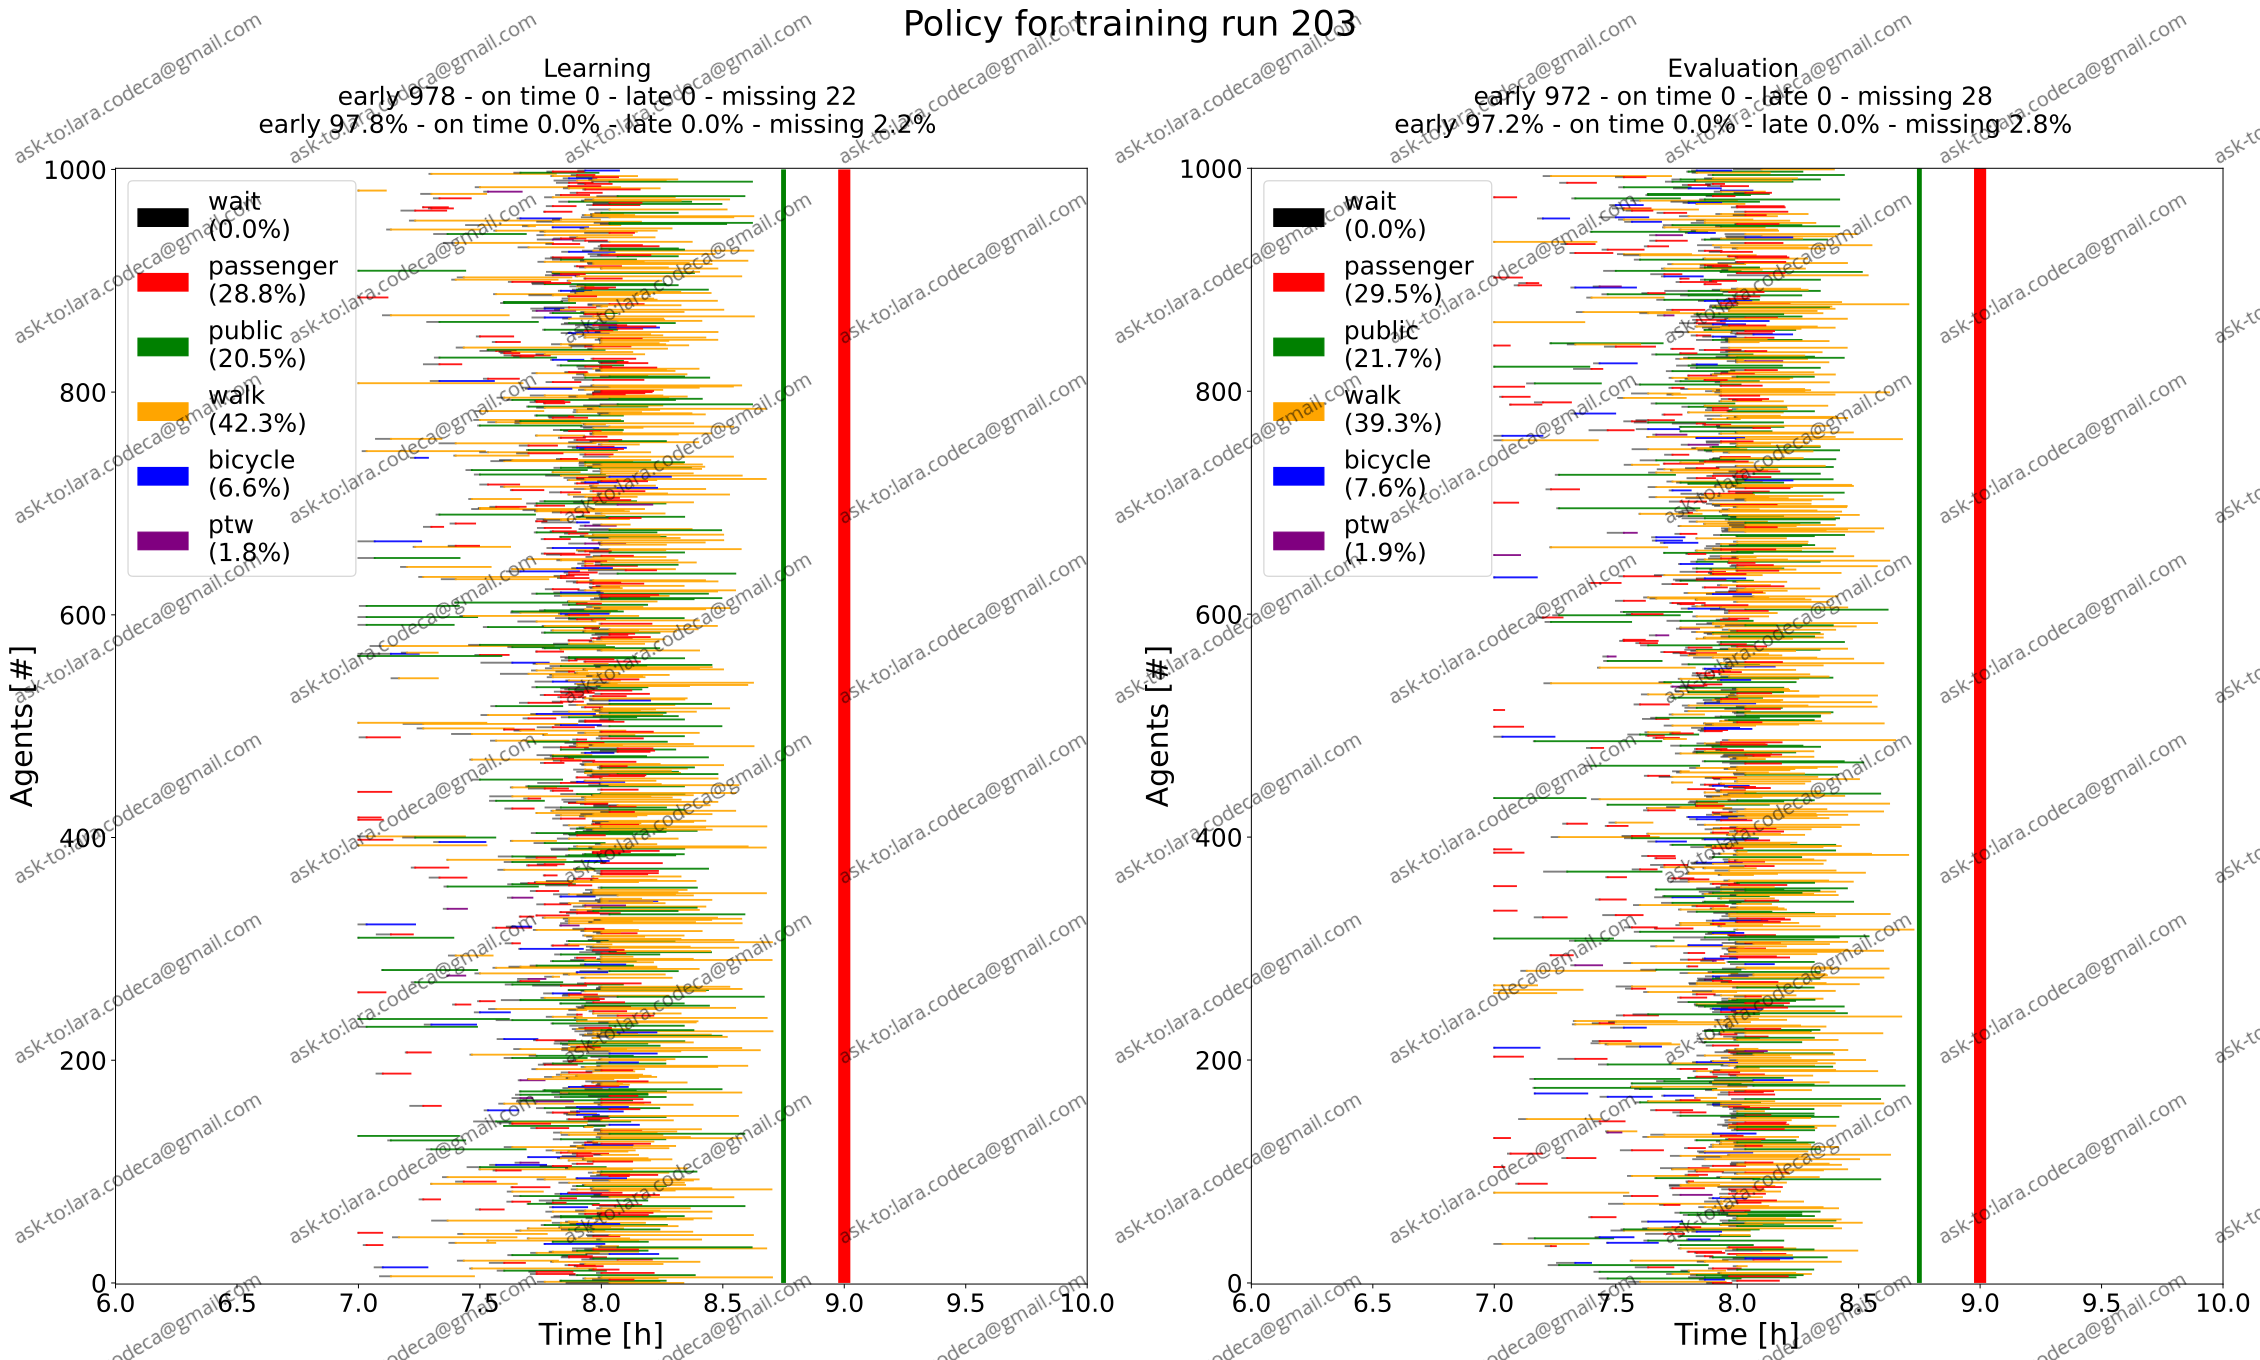 Policy for training run 203
Learning
early 978 - on time 0 - late 0 - missing 22
early 97.8% - on time 0.0% - late 0.0% - missing 2.2%
1000
800
600
400
200
0
Agents [#]
wait
(0.0%)
passenger
(28.8%)
public
(20.5%)
walk
(42.3%)
bicycle
(6.6%)
ptw
(1.8%)
6.0 6.5 7.0 7.5 8.0 8.5 9.0 9.5 10.0
Time [h]
Evaluation
early 972 - on time 0 - late 0 - missing 28
early 97.2% - on time 0.0% - late 0.0% - missing 2.8%
1000
800
600
400
200
0
Agents [#]
wait
(0.0%)
passenger
(29.5%)
public
(21.7%)
walk
(39.3%)
bicycle
(7.6%)
ptw
(1.9%)
6.0 6.5 7.0 7.5 8.0 8.5 9.0 9.5 10.0
Time [h]
ask-to:lara.codeca@gmail.com